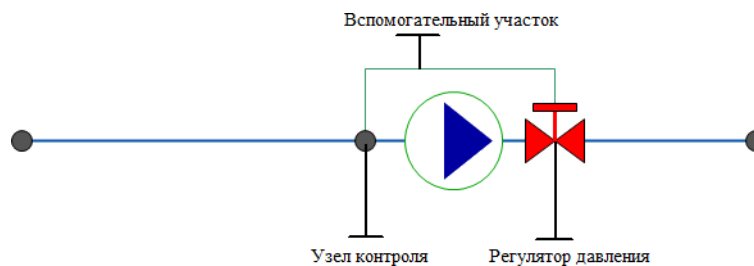 Вспомогательный участок
Узел контроля
Регулятор давления